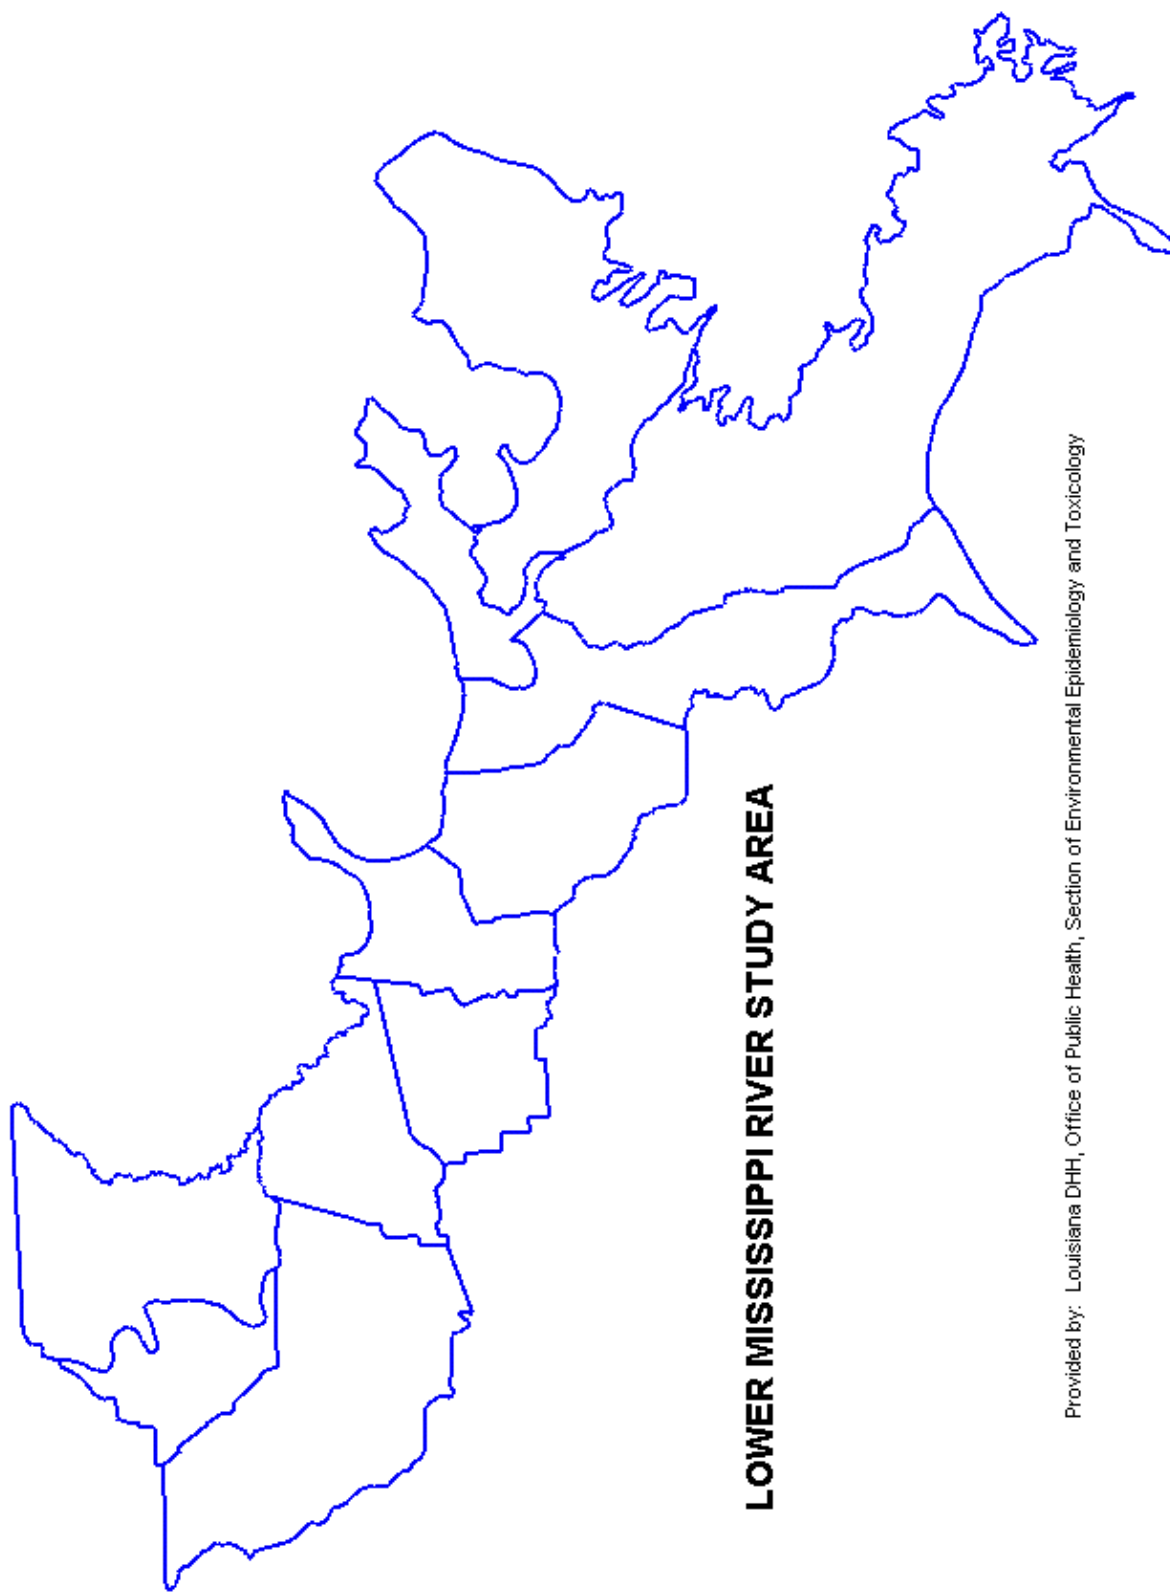 LOWER MISSISSIPPI RIVER STUDY AREA
Provided by: Louisiana DHH, Office of Public Health, Section of Environmental Epidemiology and Toxicology